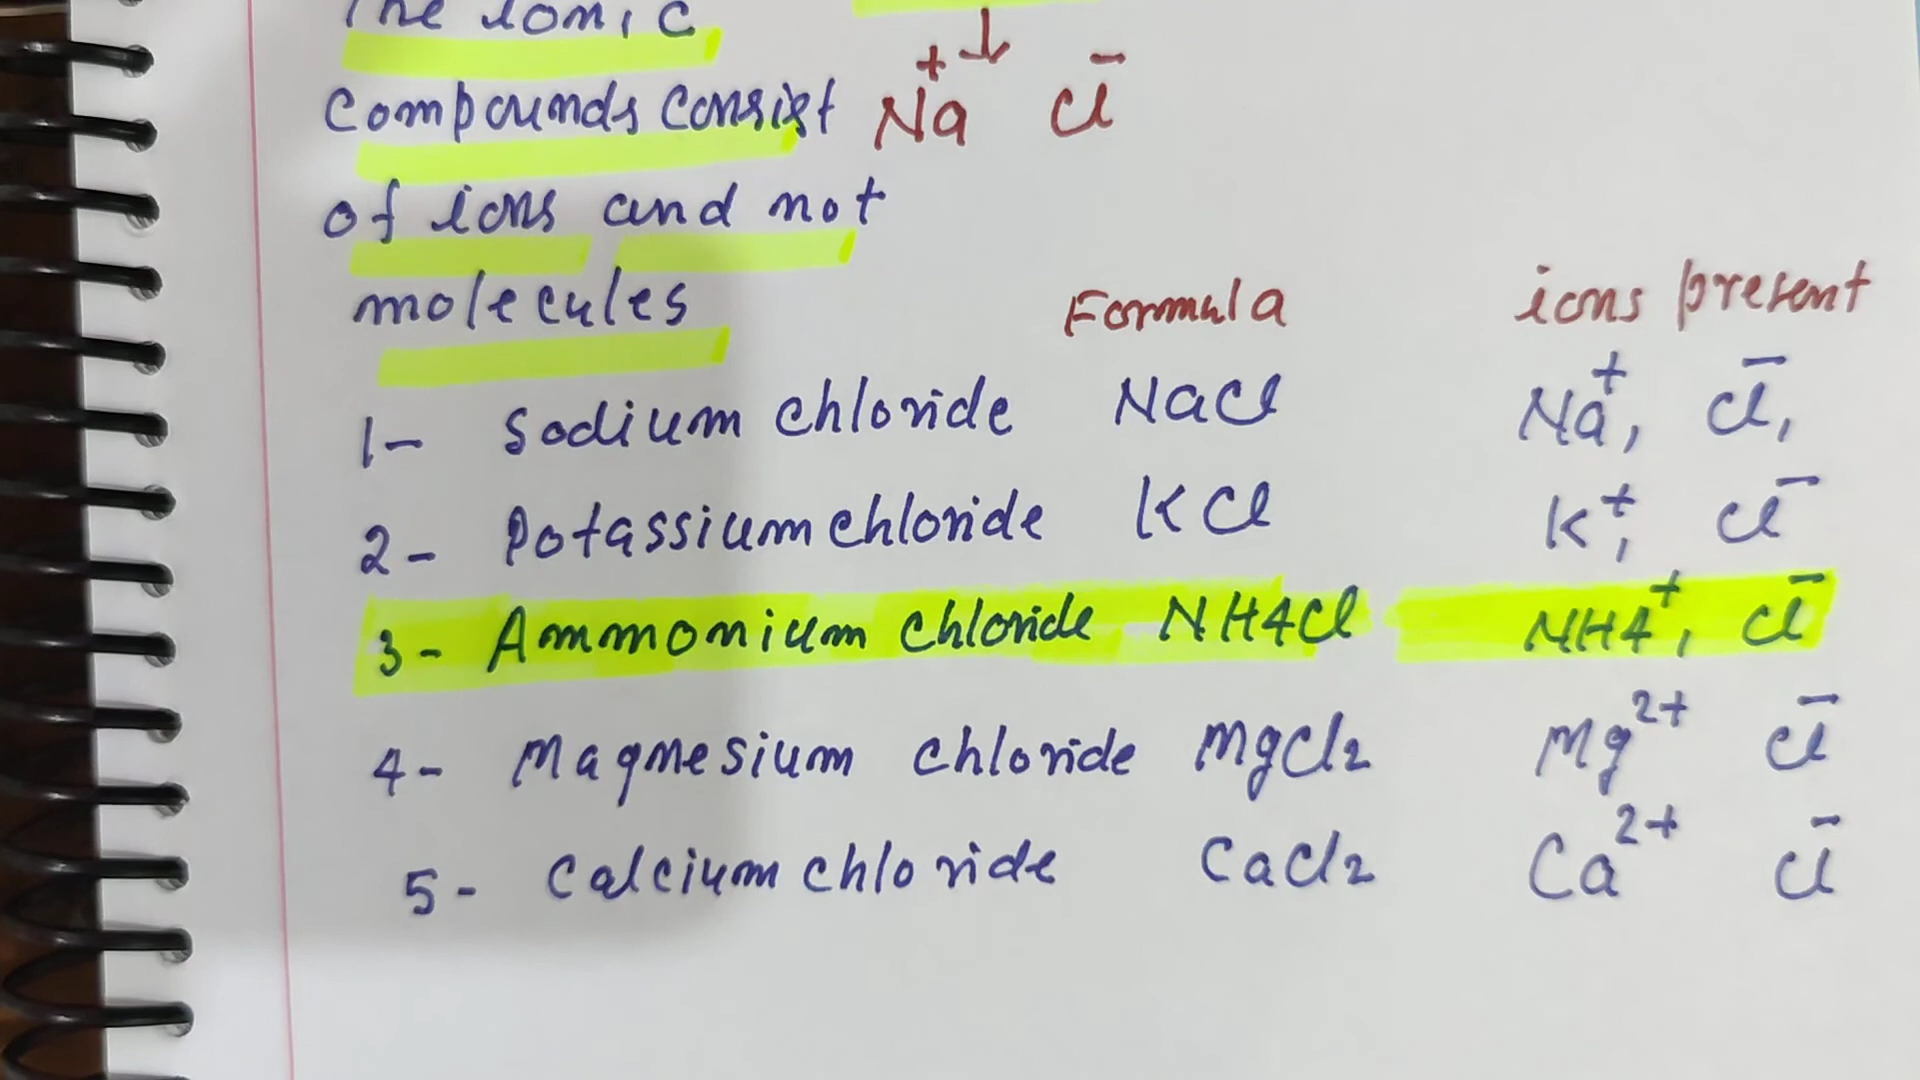 The ionic
Compounds consist Na⁺ Cl⁻
of ions and not
molecules Formula ions present
1- Sodium chloride NaCl Na⁺, Cl⁻,
2- Potassium chloride KCl K⁺, Cl⁻
3- Ammonium chloride NH4Cl NH4⁺, Cl⁻
4- Magnesium chloride MgCl2 Mg²⁺ Cl⁻
5- Calcium chloride CaCl2 Ca²⁺ Cl⁻